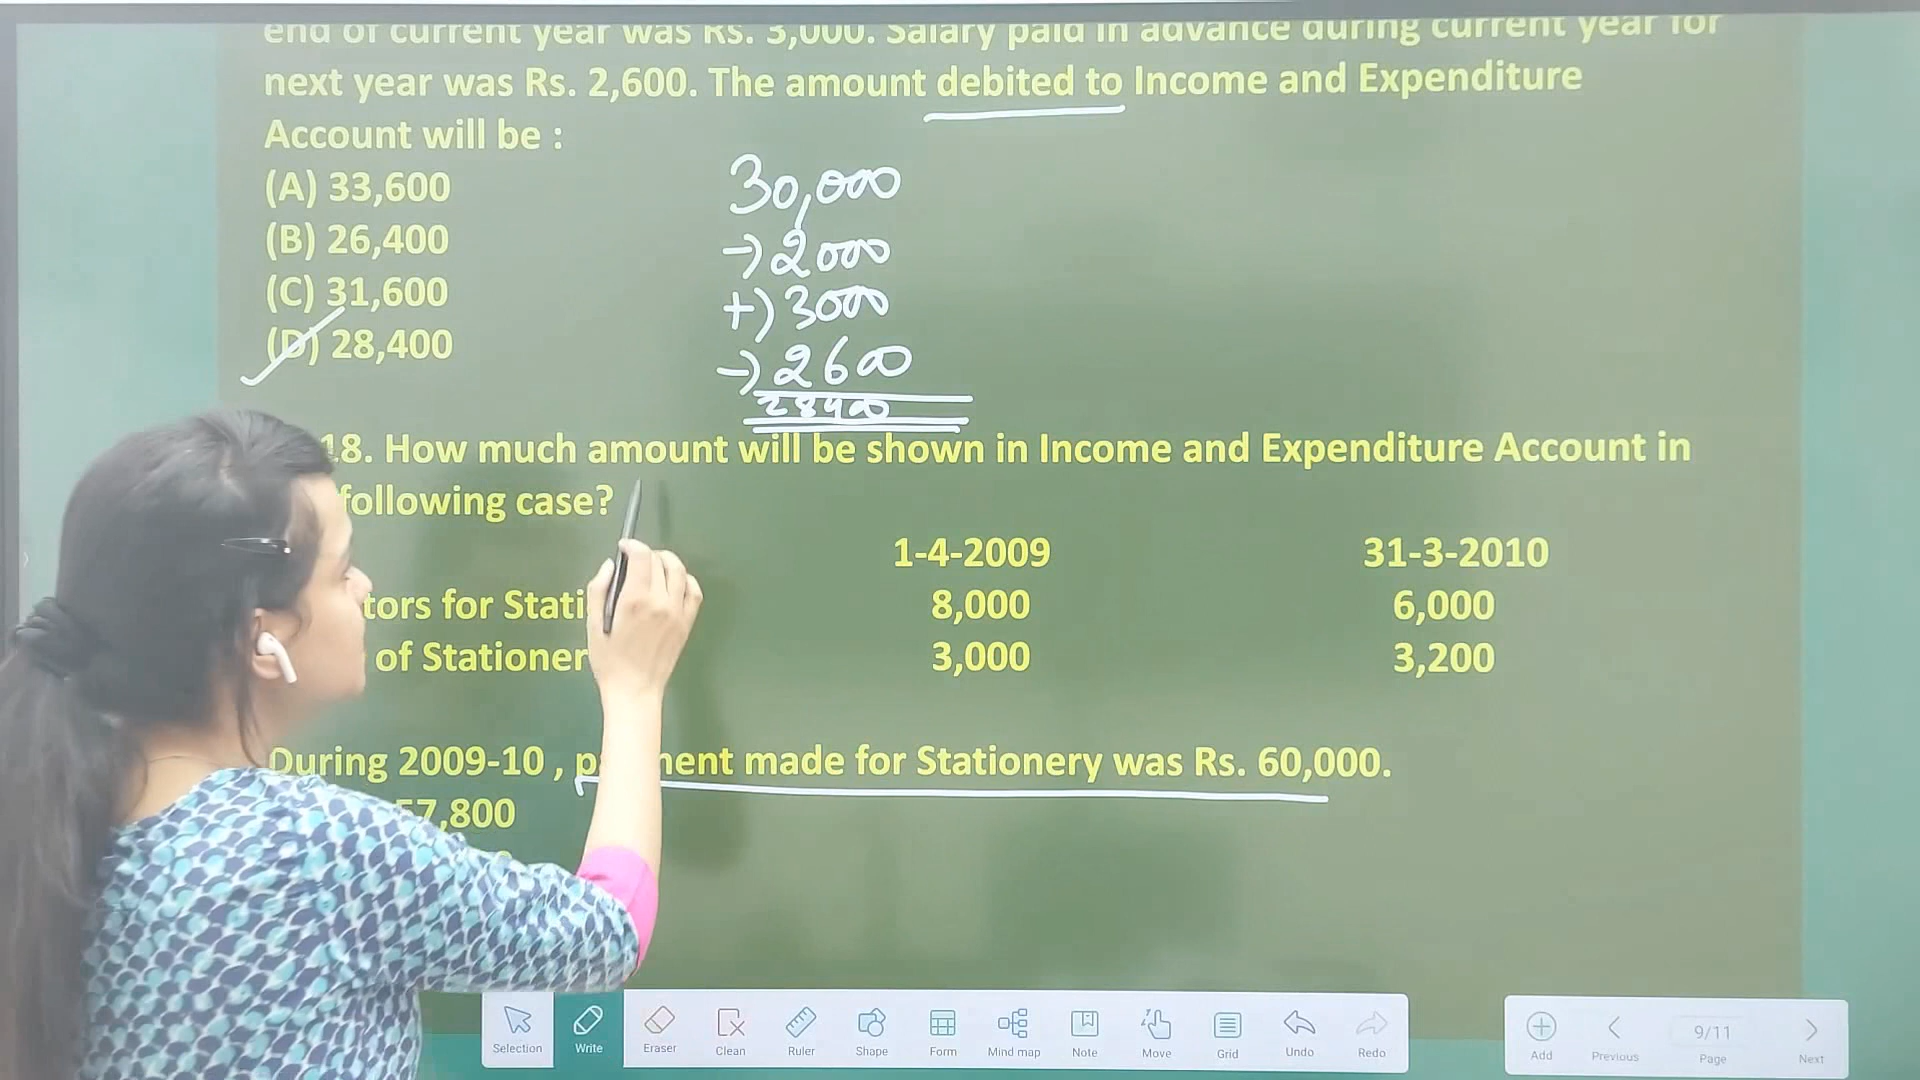 end of current year was Rs. 3,000. Salary paid in advance during current year for
next year was Rs. 2,600. The amount debited to Income and Expenditure
Account will be :
(A) 33,600
(B) 26,400
(C) 31,600
(D) 28,400
30,000
-) 2000
+) 3000
-) 2600
28400
18. How much amount will be shown in Income and Expenditure Account in
following case?
1-4-2009 31-3-2010
tors for Stati 8,000 6,000
of Stationer 3,000 3,200
During 2009-10 , p ment made for Stationery was Rs. 60,000.
57,800
Selection Write Eraser Clean Ruler Shape Form Mind map Note Move Grid Undo Redo
Add Previous 9/11 Page Next